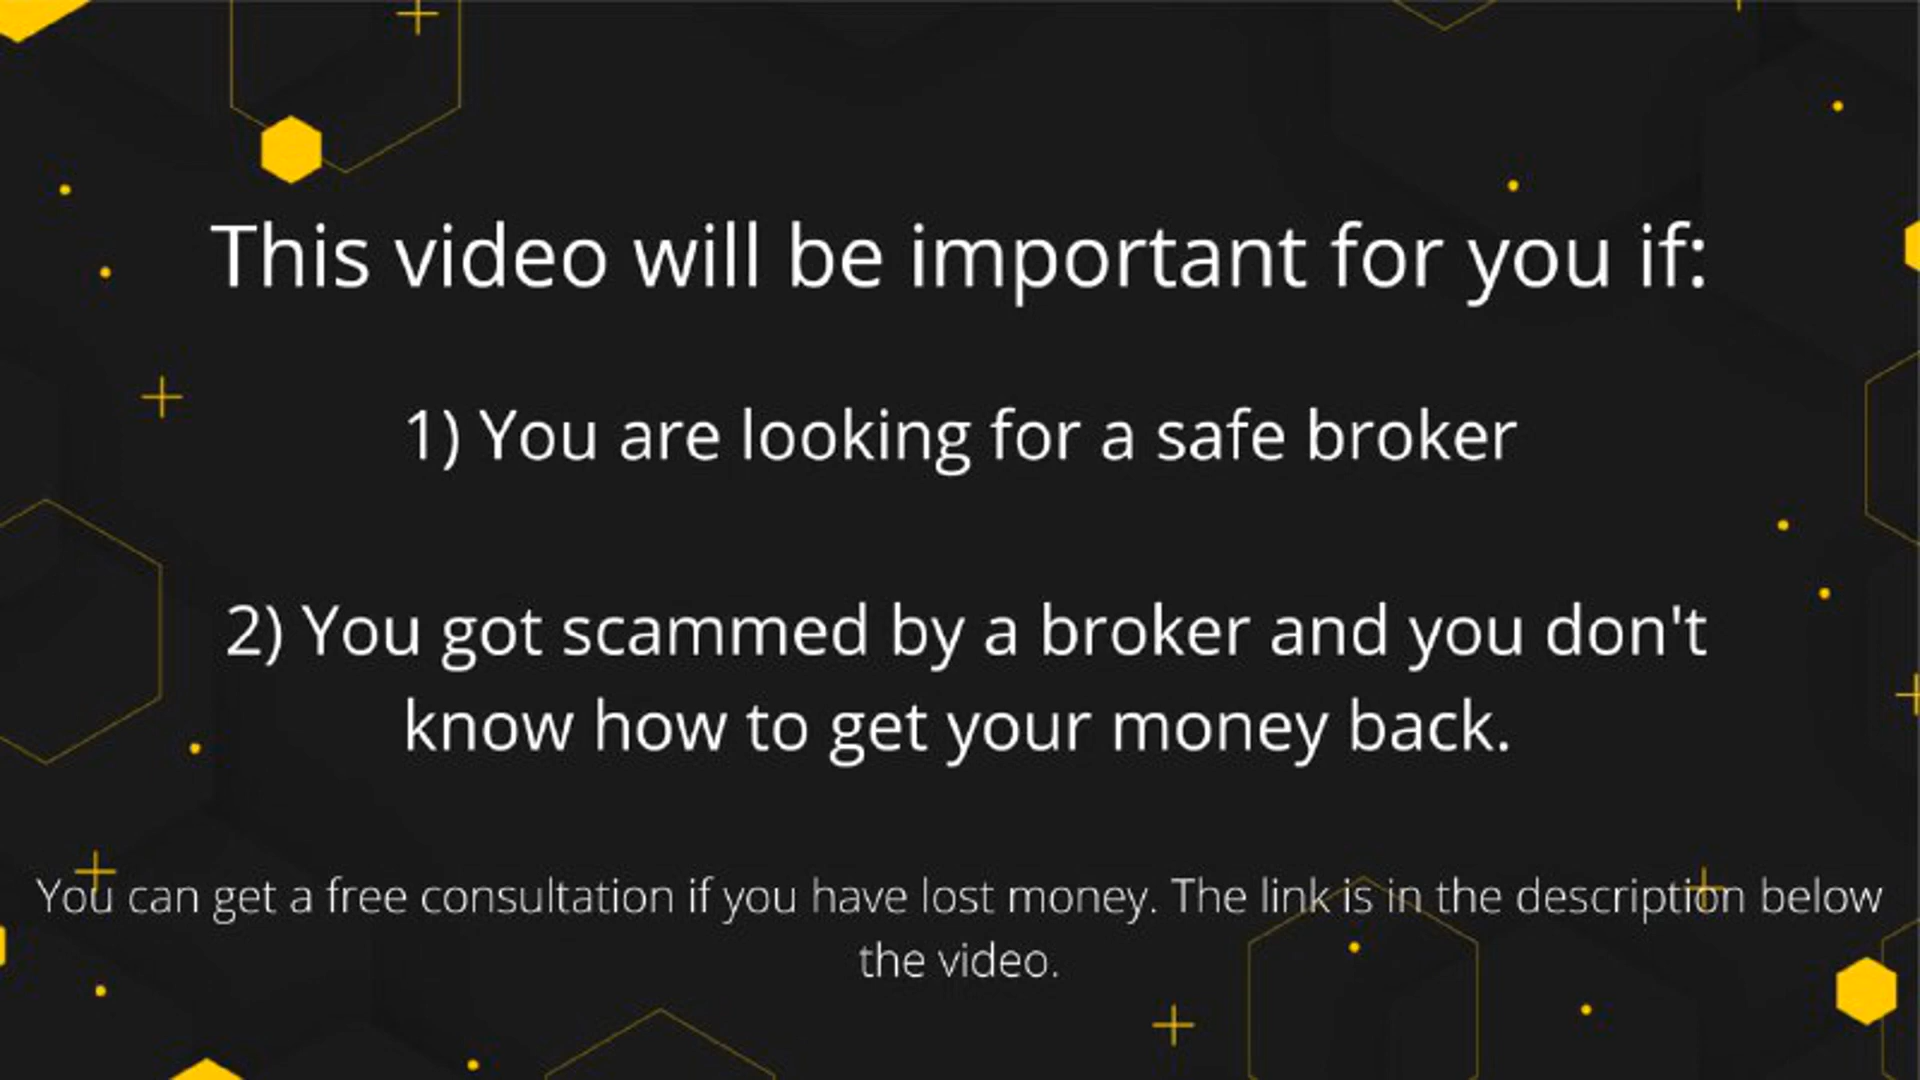 This video will be important for you if:
1) You are looking for a safe broker
2) You got scammed by a broker and you don't
know how to get your money back.
You can get a free consultation if you have lost money. The link is in the description below
the video.